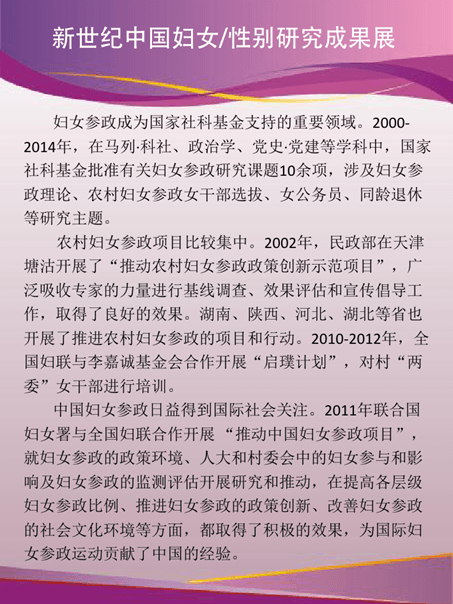 新世纪中国妇女/性别研究成果展
妇女参政成为国家社科基金支持的重要领域。2000-
2014年，在马列·科社、政治学、党史·党建等学科中，国家
社科基金批准有关妇女参政研究课题10余项，涉及妇女参
政理论、农村妇女参政女干部选拔、女公务员、同龄退休
等研究主题。
农村妇女参政项目比较集中。2002年，民政部在天津
塘沽开展了“推动农村妇女参政政策创新示范项目”，广
泛吸收专家的力量进行基线调查、效果评估和宣传倡导工
作，取得了良好的效果。湖南、陕西、河北、湖北等省也
开展了推进农村妇女参政的项目和行动。2010-2012年，全
国妇联与李嘉诚基金会合作开展“启璞计划”，对村“两
委”女干部进行培训。
中国妇女参政日益得到国际社会关注。2011年联合国
妇女署与全国妇联合作开展 “推动中国妇女参政项目”，
就妇女参政的政策环境、人大和村委会中的妇女参与和影
响及妇女参政的监测评估开展研究和推动，在提高各层级
妇女参政比例、推进妇女参政的政策创新、改善妇女参政
的社会文化环境等方面，都取得了积极的效果，为国际妇
女参政运动贡献了中国的经验。